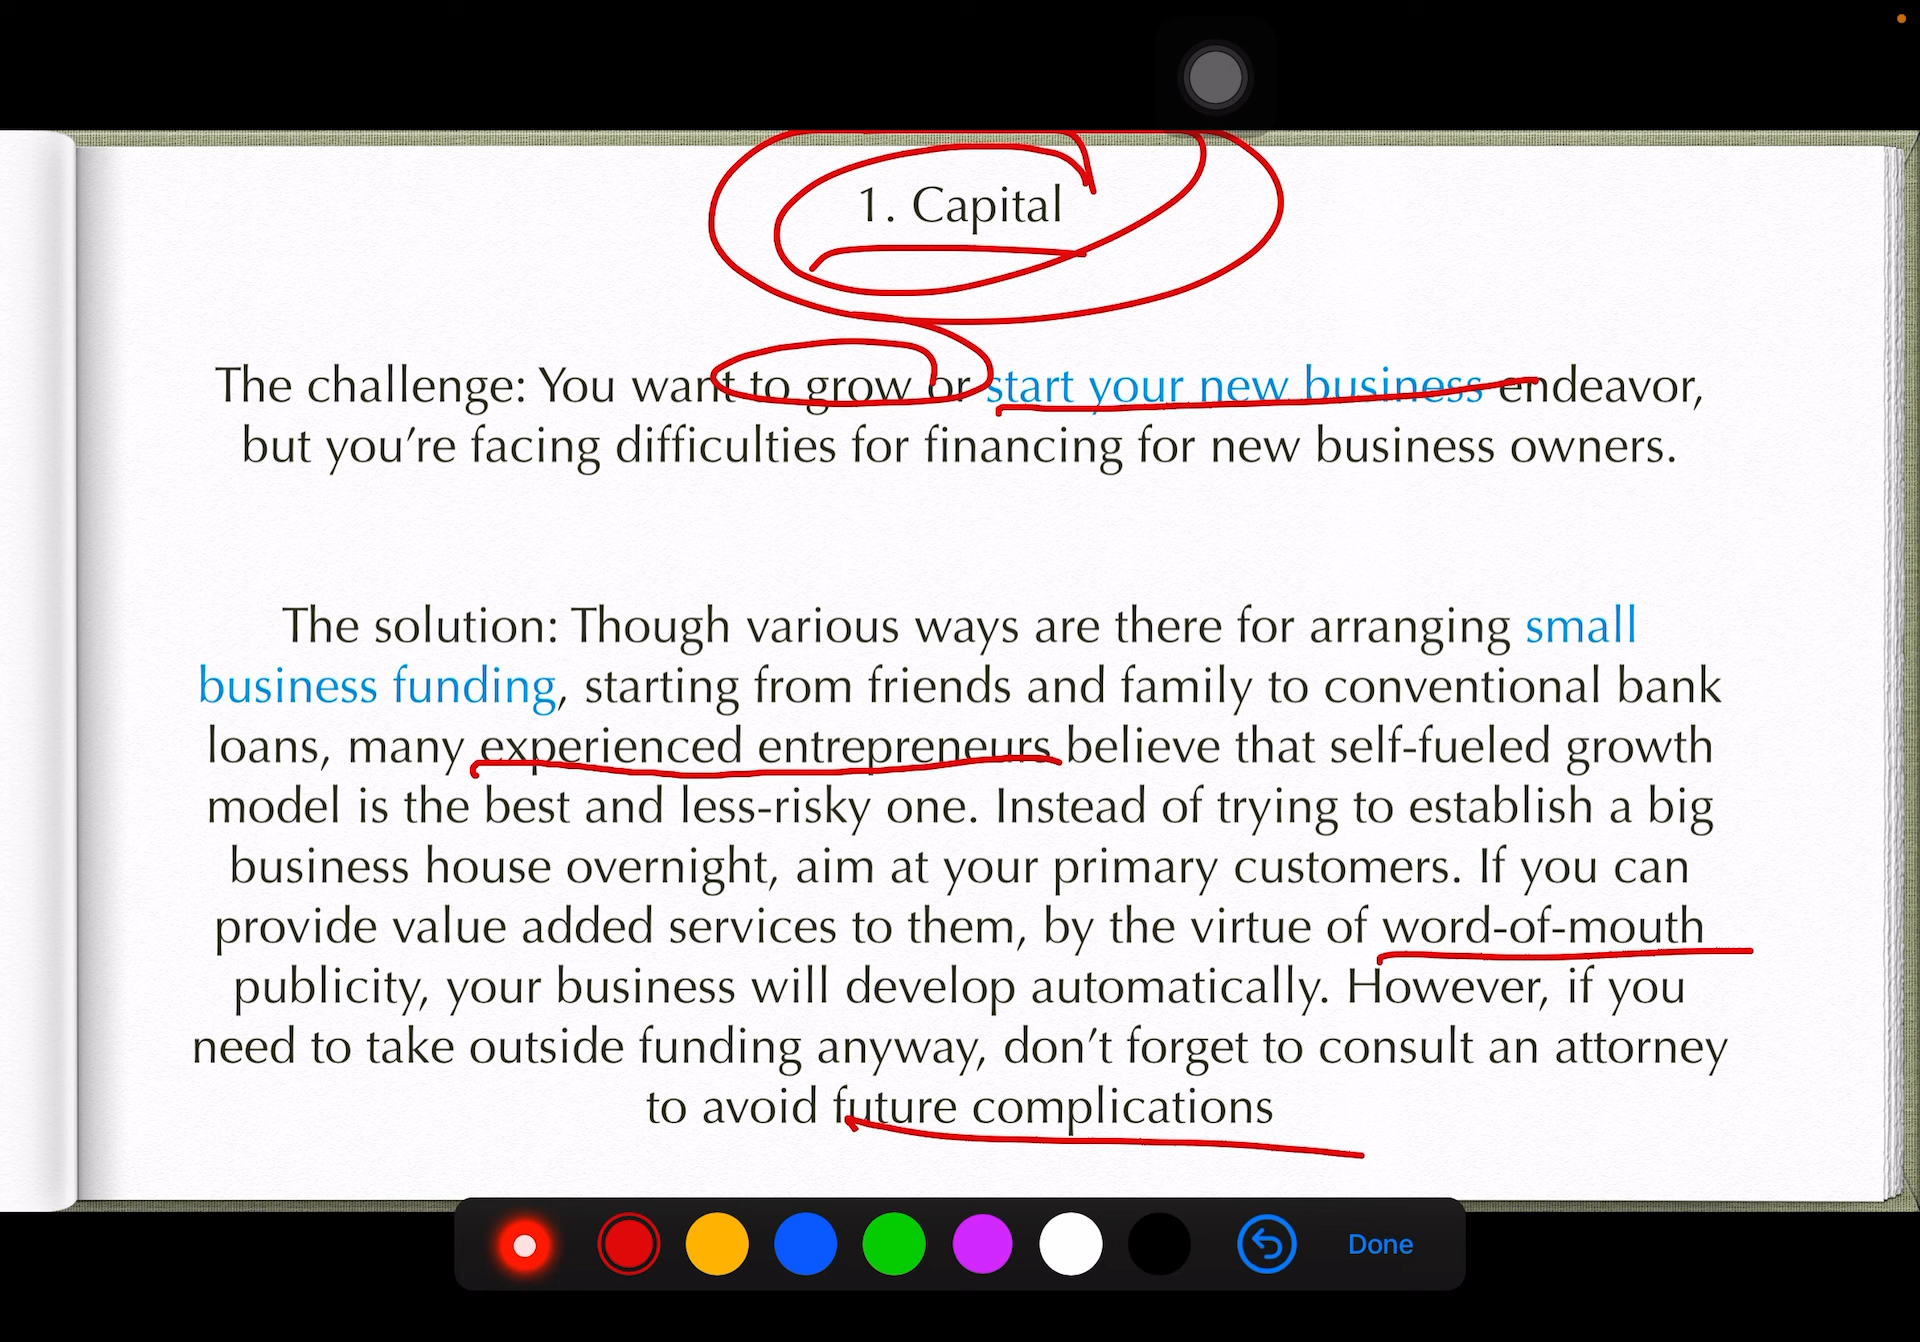 1. Capital
The challenge: You want to grow or start your new business endeavor,
but you’re facing difficulties for financing for new business owners.
The solution: Though various ways are there for arranging small
business funding, starting from friends and family to conventional bank
loans, many experienced entrepreneurs believe that self-fueled growth
model is the best and less-risky one. Instead of trying to establish a big
business house overnight, aim at your primary customers. If you can
provide value added services to them, by the virtue of word-of-mouth
publicity, your business will develop automatically. However, if you
need to take outside funding anyway, don’t forget to consult an attorney
to avoid future complications
Done